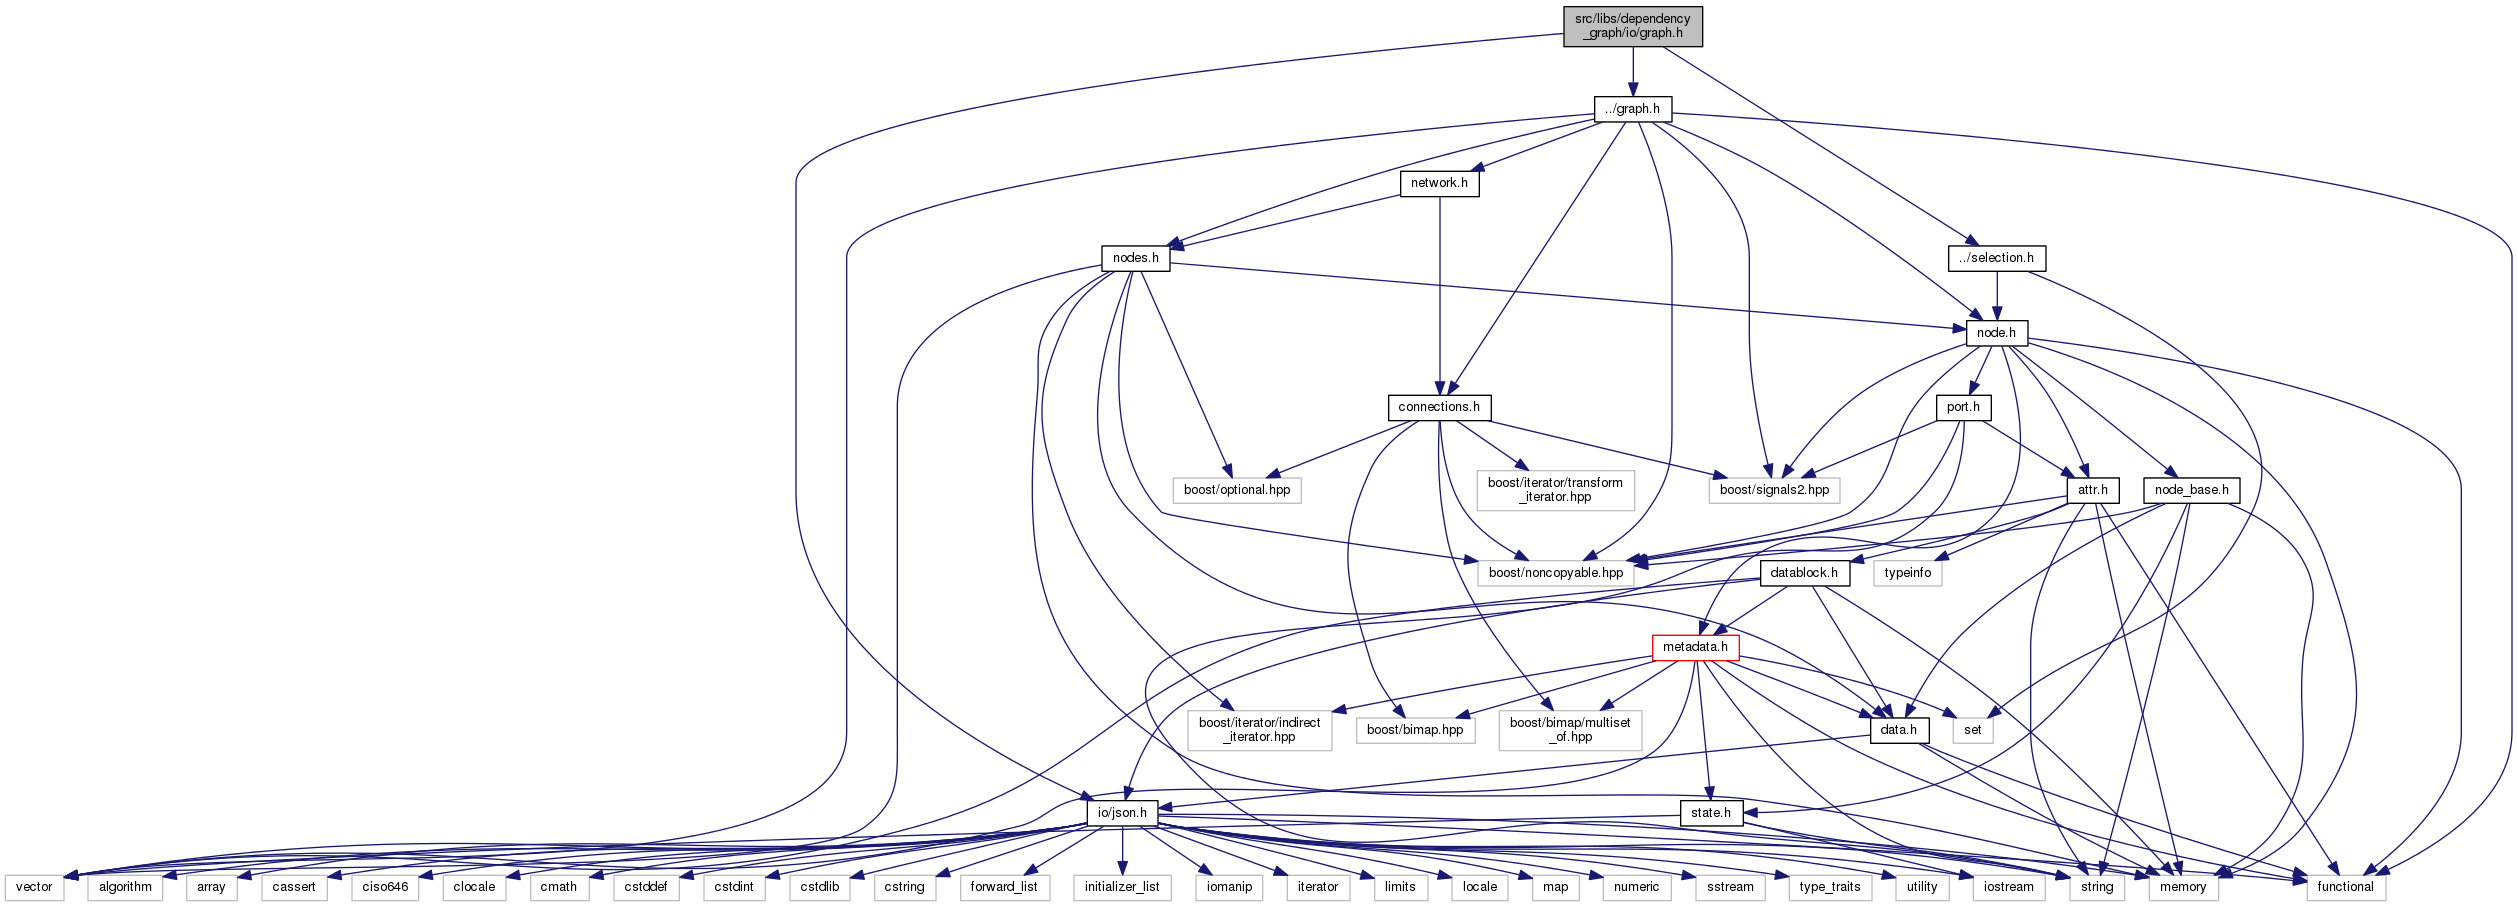 src/libs/dependency
_graph/io/graph.h
../graph.h
network.h
nodes.h
../selection.h
node.h
connections.h
port.h
boost/optional.hpp
boost/iterator/transform
_iterator.hpp
boost/signals2.hpp
attr.h
node_base.h
boost/noncopyable.hpp
datablock.h
typeinfo
metadata.h
boost/iterator/indirect
_iterator.hpp
boost/bimap.hpp
boost/bimap/multiset
_of.hpp
data.h
set
io/json.h
state.h
vector
algorithm
array
cassert
ciso646
clocale
cmath
cstddef
cstdint
cstdlib
cstring
forward_list
initializer_list
iomanip
iterator
limits
locale
map
numeric
sstream
type_traits
utility
iostream
string
memory
functional